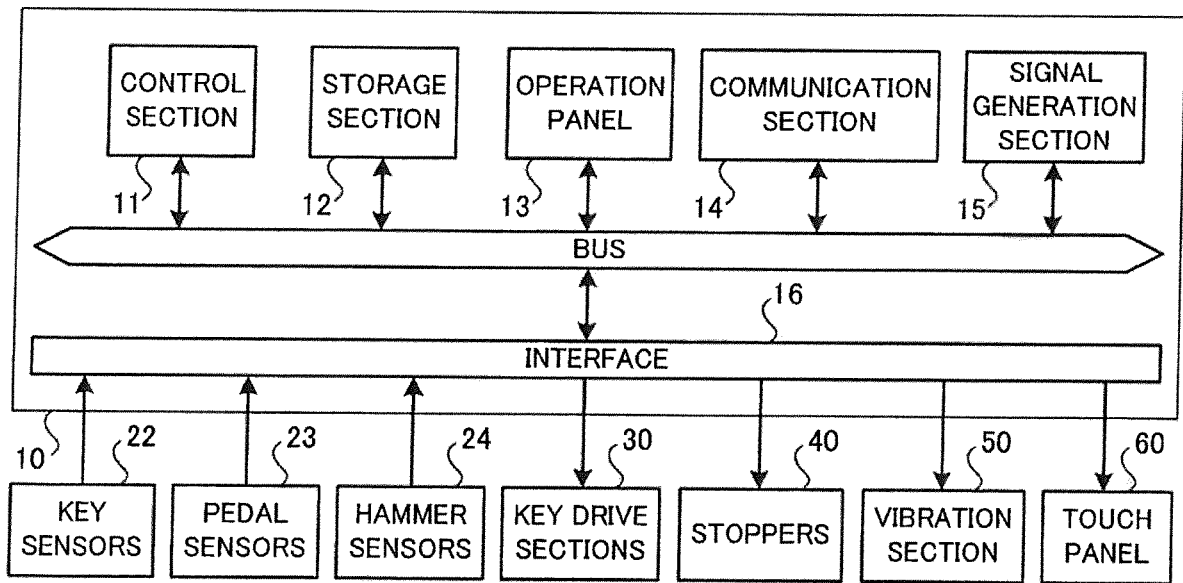 CONTROL
SECTION
STORAGE
SECTION
OPERATION
PANEL
COMMUNICATION
SECTION
SIGNAL
GENERATION
SECTION
11
12
13
14
15
BUS
16
INTERFACE
10
22
23
24
30
40
50
60
KEY
SENSORS
PEDAL
SENSORS
HAMMER
SENSORS
KEY DRIVE
SECTIONS
STOPPERS
VIBRATION
SECTION
TOUCH
PANEL